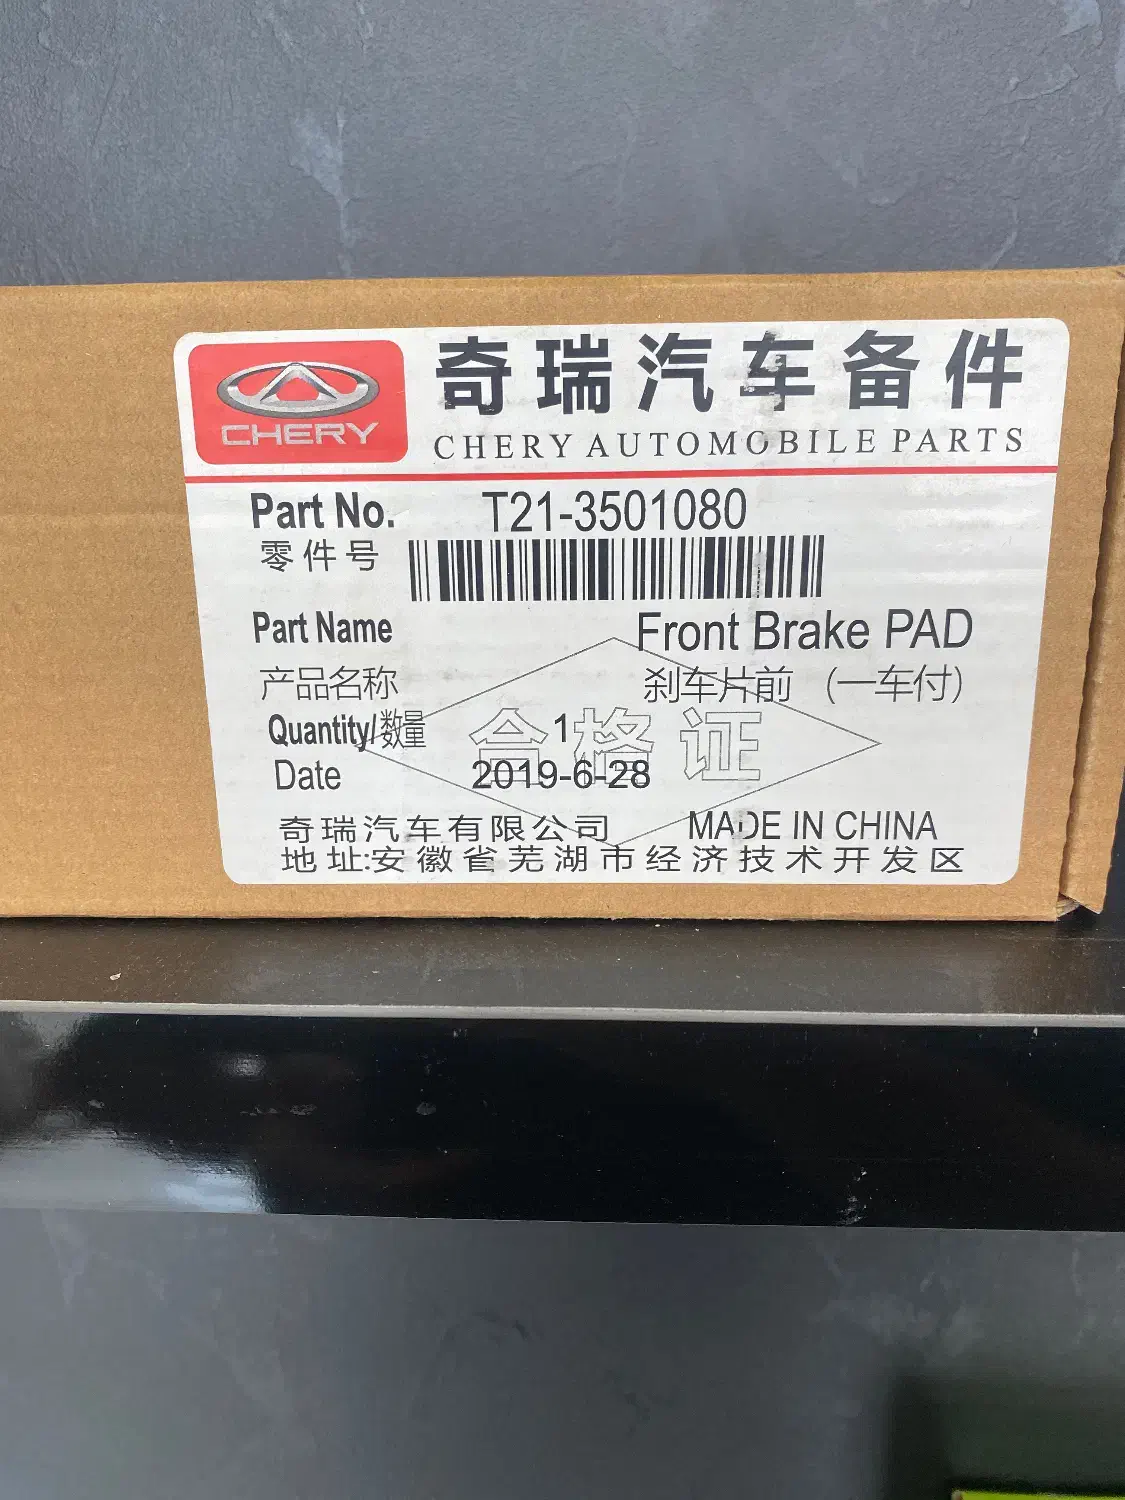 CHERY
奇瑞汽车备件
CHERY AUTOMOBILE PARTS
Part No. T21-3501080
零件号
Part Name Front Brake PAD
产品名称 刹车片前 (一车付)
Quantity/数量 1
合格证
Date 2019-6-28
奇瑞汽车有限公司 MADE IN CHINA
地址:安徽省芜湖市经济技术开发区